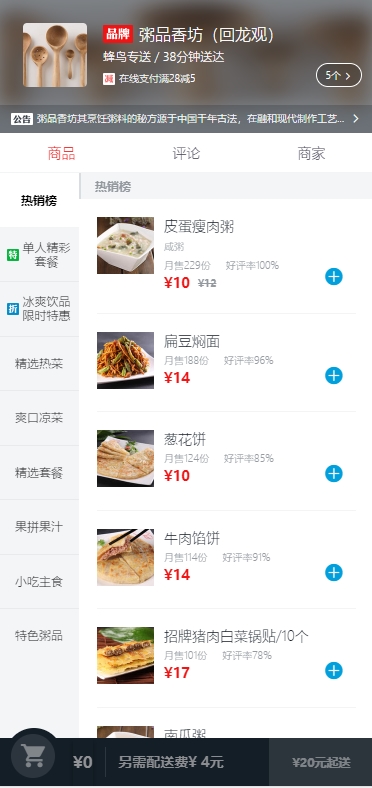 品牌 粥品香坊（回龙观）
蜂鸟专送 / 38分钟送达
减 在线支付满28减5
5个 >
公告 粥品香坊其烹饪粥料的秘方源于中国千年古法，在融和现代制作工艺... >
商品 评论 商家
热销榜
特 单人精彩
套餐
折 冰爽饮品
限时特惠
精选热菜
爽口凉菜
精选套餐
果拼果汁
小吃主食
特色粥品
热销榜
皮蛋瘦肉粥
咸粥
月售229份 好评率100%
¥10 ¥12
扁豆焖面
月售188份 好评率96%
¥14
葱花饼
月售124份 好评率85%
¥10
牛肉馅饼
月售114份 好评率91%
¥14
招牌猪肉白菜锅贴/10个
月售101份 好评率78%
¥17
南瓜粥
¥0 另需配送费¥ 4元 ¥20元起送